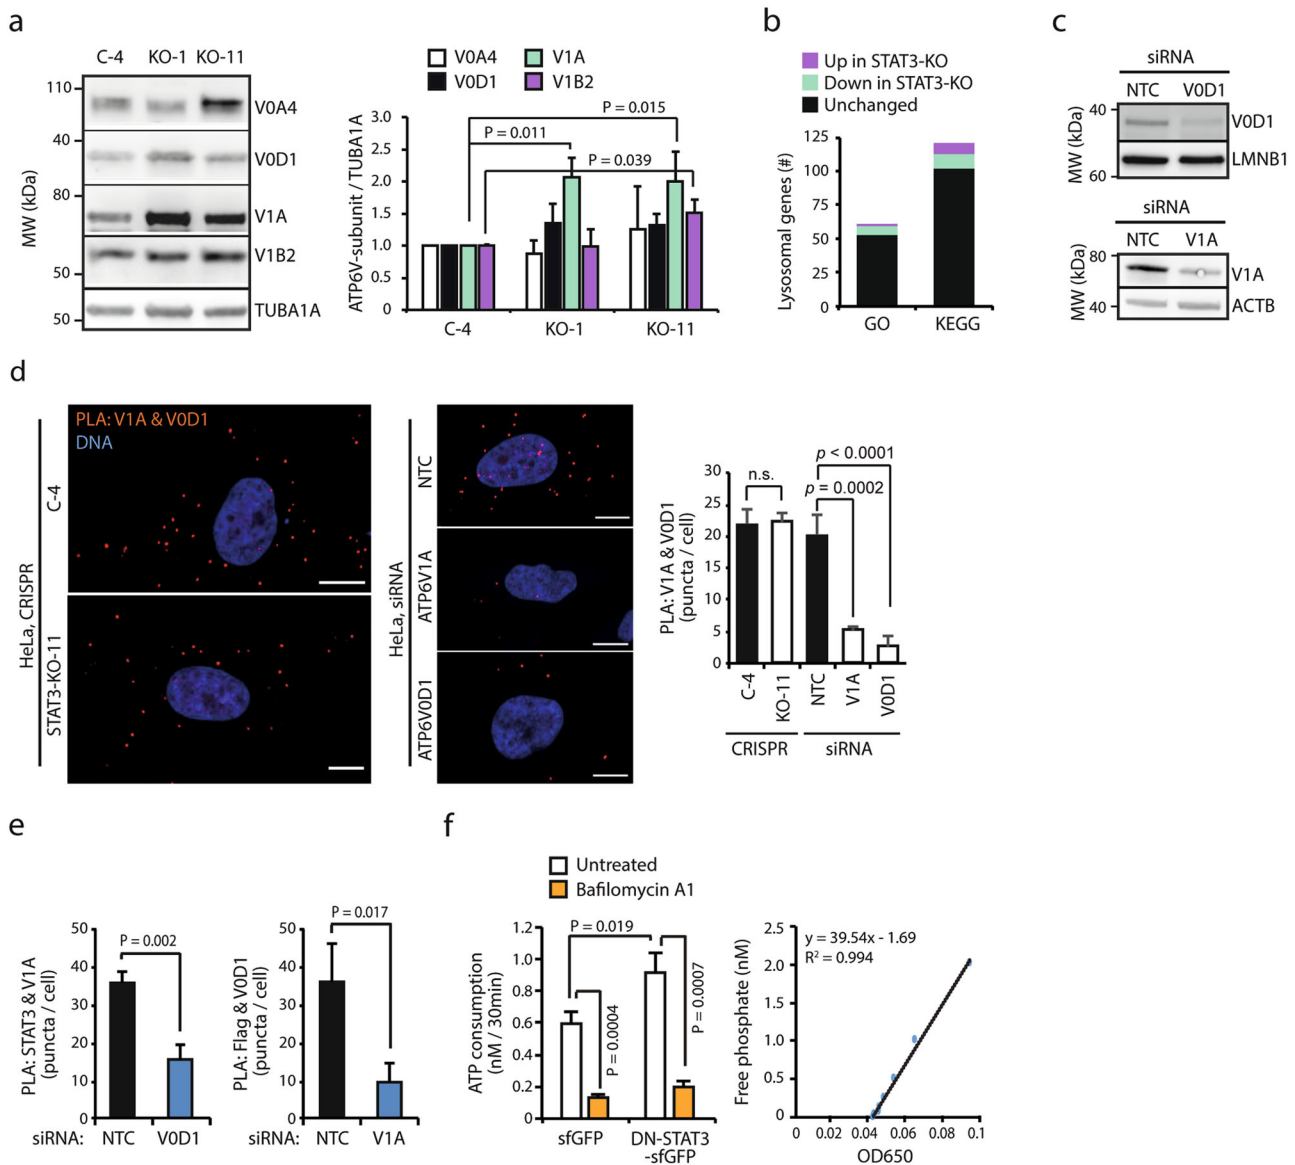 a
C-4 KO-1 KO-11
MW (kDa)
110
40
80
50
50
V0A4
V0D1
V1A
V1B2
TUBA1A
V0A4 V1A
V0D1 V1B2
P = 0.015
P = 0.011
P = 0.039
ATP6V-subunit / TUBA1A
3.0
2.5
2.0
1.5
1.0
0.5
0
C-4 KO-1 KO-11
b
Up in STAT3-KO
Down in STAT3-KO
Unchanged
Lysosomal genes (#)
125
100
75
50
25
0
GO KEGG
c
siRNA
NTC V0D1
MW (kDa)
40
60
V0D1
LMNB1
siRNA
NTC V1A
MW (kDa)
80
40
V1A
ACTB
d
PLA: V1A & V0D1
DNA
HeLa, CRISPR
C-4
STAT3-KO-11
HeLa, siRNA
NTC
ATP6V1A
ATP6V0D1
p < 0.0001
n.s.
p = 0.0002
PLA: V1A & V0D1
(puncta / cell)
30
25
20
15
10
5
0
C-4
KO-11
NTC
V1A
V0D1
CRISPR siRNA
e
PLA: STAT3 & V1A
(puncta / cell)
50
40
30
20
10
0
P = 0.002
siRNA: NTC V0D1
PLA: Flag & V0D1
(puncta / cell)
50
40
30
20
10
0
P = 0.017
siRNA: NTC V1A
f
Untreated
Bafilomycin A1
ATP consumption
(nM / 30min)
1.2
1.0
0.8
0.6
0.4
0.2
0
P = 0.019
P = 0.0004
P = 0.0007
sfGFP DN-STAT3
-sfGFP
Free phosphate (nM)
2.5
2.0
1.5
1.0
0.5
0
y = 39.54x - 1.69
R² = 0.994
0 0.02 0.04 0.06 0.08 0.1
OD650